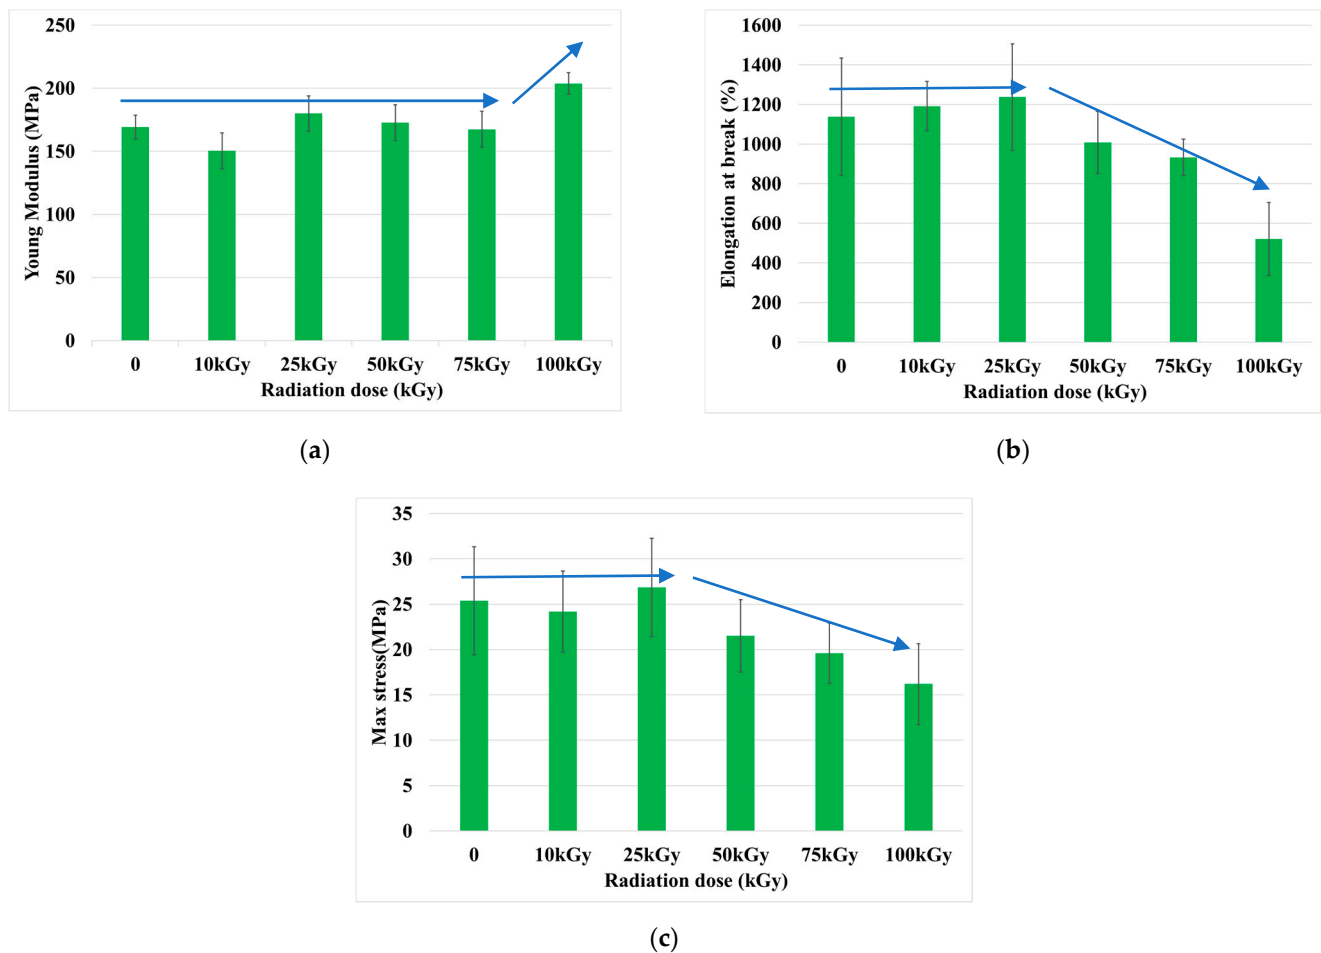 250
200
150
100
50
0
Young Modulus (MPa)
0 10kGy 25kGy 50kGy 75kGy 100kGy
Radiation dose (kGy)
(a)
1600
1400
1200
1000
800
600
400
200
0
Elongation at break (%)
0 10kGy 25kGy 50kGy 75kGy 100kGy
Radiation dose (kGy)
(b)
35
30
25
20
15
10
5
0
Max stress(MPa)
0 10kGy 25kGy 50kGy 75kGy 100kGy
Radiation dose (kGy)
(c)